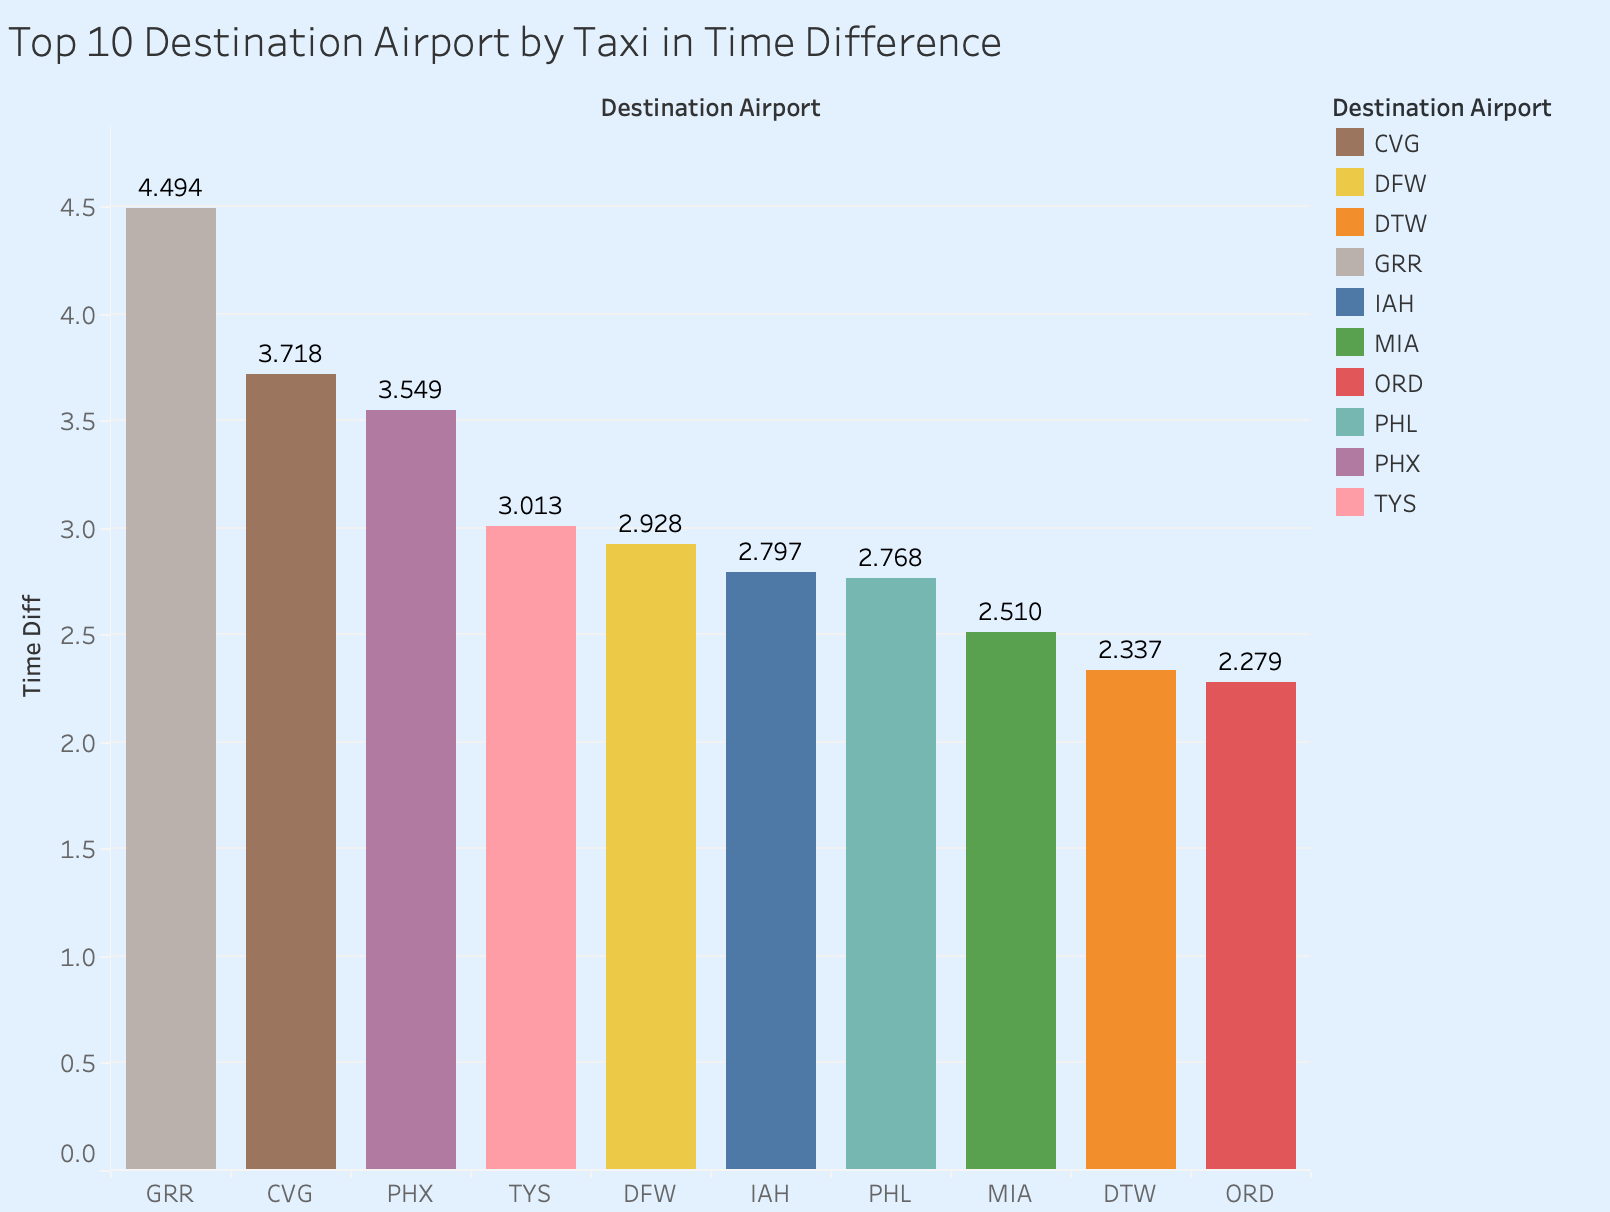 Top 10 Destination Airport by Taxi in Time Difference
Destination Airport
Time Diff
4.5
4.0
3.5
3.0
2.5
2.0
1.5
1.0
0.5
0.0
4.494
3.718
3.549
3.013
2.928
2.797
2.768
2.510
2.337
2.279
GRR CVG PHX TYS DFW IAH PHL MIA DTW ORD
Destination Airport
CVG
DFW
DTW
GRR
IAH
MIA
ORD
PHL
PHX
TYS